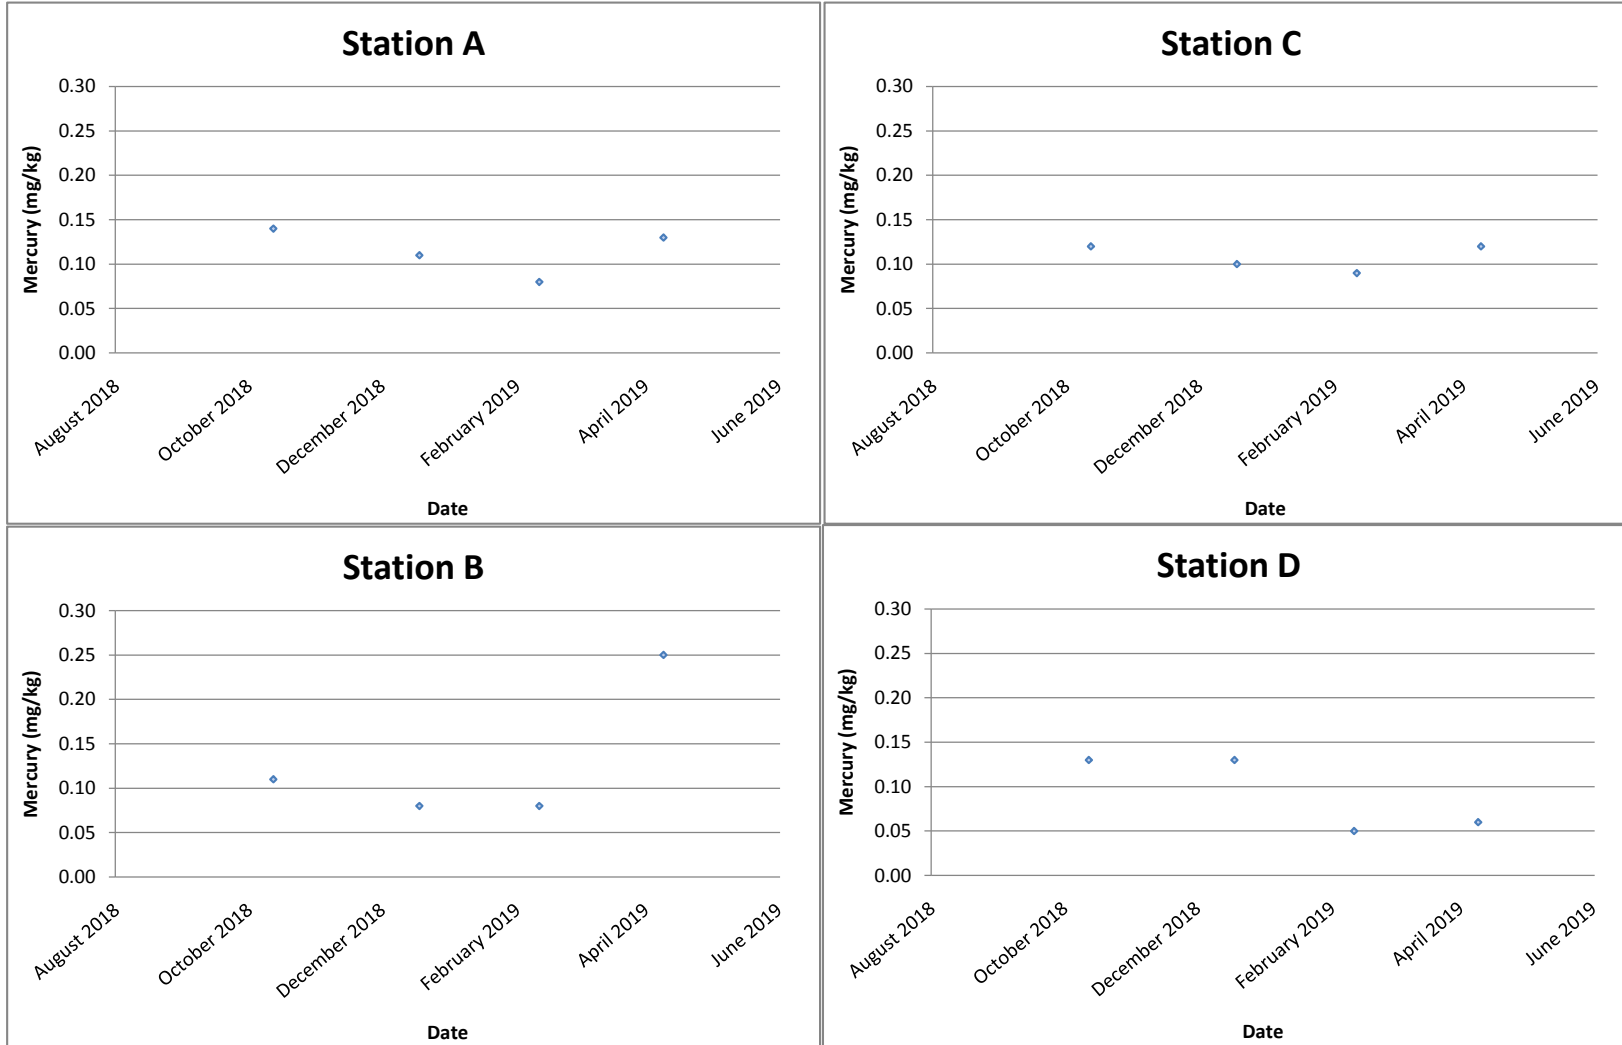 Station A
Mercury (mg/kg)
0.30
0.25
0.20
0.15
0.10
0.05
0.00
August 2018
October 2018
December 2018
February 2019
April 2019
June 2019
Date
Station C
Mercury (mg/kg)
0.30
0.25
0.20
0.15
0.10
0.05
0.00
August 2018
October 2018
December 2018
February 2019
April 2019
June 2019
Date
Station B
Mercury (mg/kg)
0.30
0.25
0.20
0.15
0.10
0.05
0.00
August 2018
October 2018
December 2018
February 2019
April 2019
June 2019
Date
Station D
Mercury (mg/kg)
0.30
0.25
0.20
0.15
0.10
0.05
0.00
August 2018
October 2018
December 2018
February 2019
April 2019
June 2019
Date